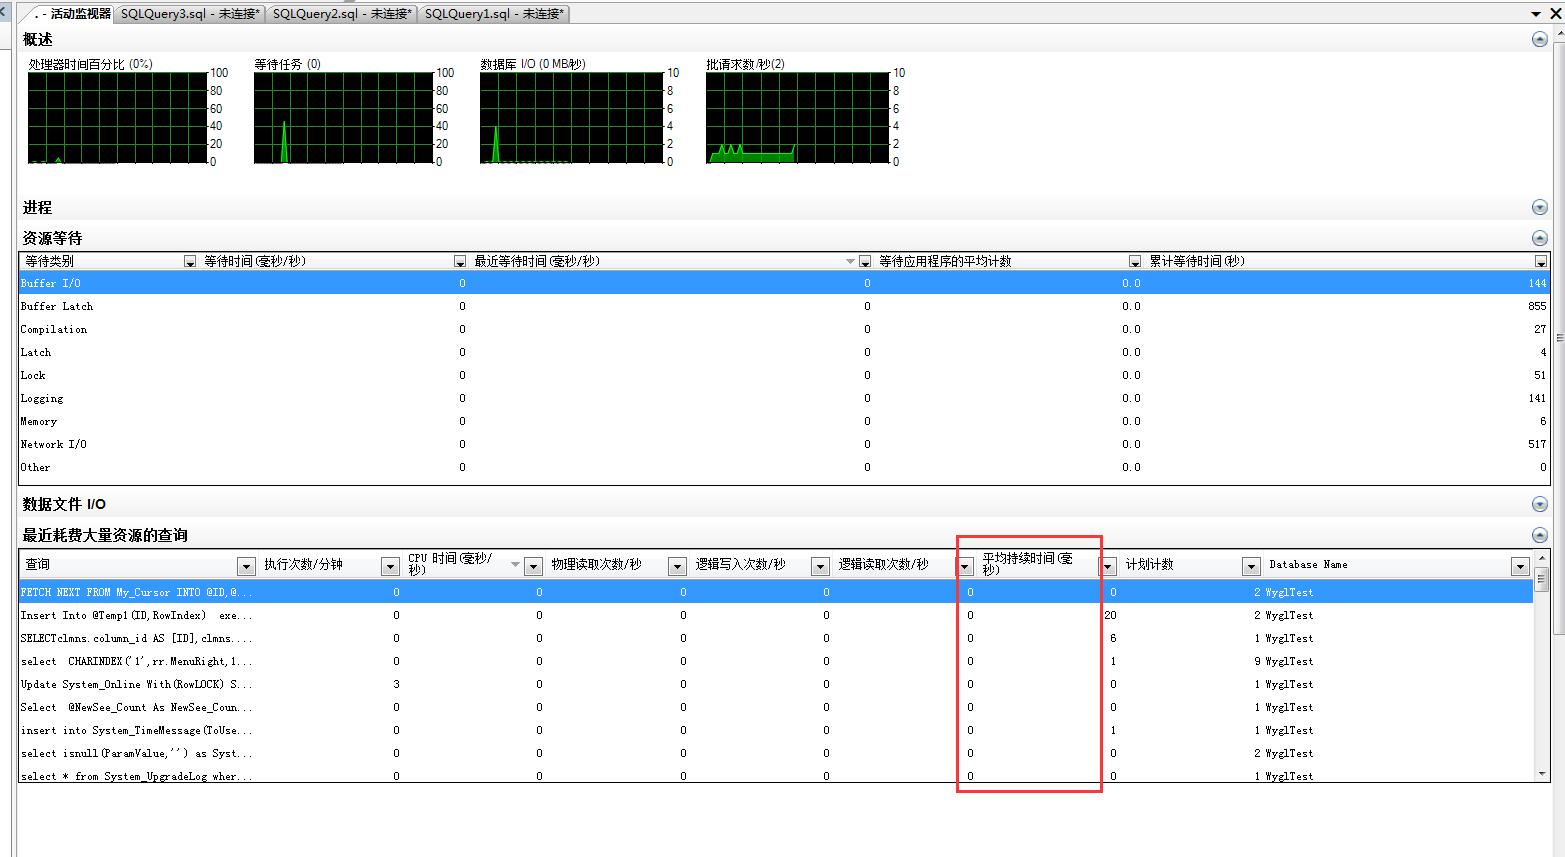 . - 活动监视器 SQLQuery3.sql - 未连接* SQLQuery2.sql - 未连接* SQLQuery1.sql - 未连接*
概述
处理器时间百分比 (0%) 等待任务 (0) 数据库 I/O (0 MB/秒) 批请求数/秒(2)
100 100 10 10
80 80 8 8
60 60 6 6
40 40 4 4
20 20 2 2
0 0 0 0
进程
资源等待
等待类别 等待时间(毫秒/秒) 最近等待时间(毫秒/秒) 等待应用程序的平均计数 累计等待时间(秒)
Buffer I/O 0 0 0.0 144
Buffer Latch 0 0 0.0 855
Compilation 0 0 0.0 27
Latch 0 0 0.0 4
Lock 0 0 0.0 51
Logging 0 0 0.0 141
Memory 0 0 0.0 6
Network I/O 0 0 0.0 517
Other 0 0 0.0 0
数据文件 I/O
最近耗费大量资源的查询
查询 执行次数/分钟 CPU 时间(毫秒/秒) 物理读取次数/秒 逻辑写入次数/秒 逻辑读取次数/秒 平均持续时间(毫秒) 计划计数 Database Name
FETCH NEXT FROM My_Cursor INTO @ID,@... 0 0 0 0 0 0 2 WyglTest
Insert Into @Temp1(ID,RowIndex) exe... 0 0 0 0 0 20 2 WyglTest
SELECTclmns.column_id AS [ID],clmns.... 0 0 0 0 0 6 1 WyglTest
select CHARINDEX('1',rr.MenuRight,1... 0 0 0 0 0 1 9 WyglTest
Update System_Online With(RowLOCK) S... 3 0 0 0 0 0 1 WyglTest
Select @NewSee_Count As NewSee_Coun... 0 0 0 0 0 0 1 WyglTest
insert into System_TimeMessage(ToUse... 0 0 0 0 0 1 1 WyglTest
select isnull(ParamValue,'') as Syst... 0 0 0 0 0 0 2 WyglTest
select * from System_UpgradeLog wher... 0 0 0 0 0 0 1 WyglTest